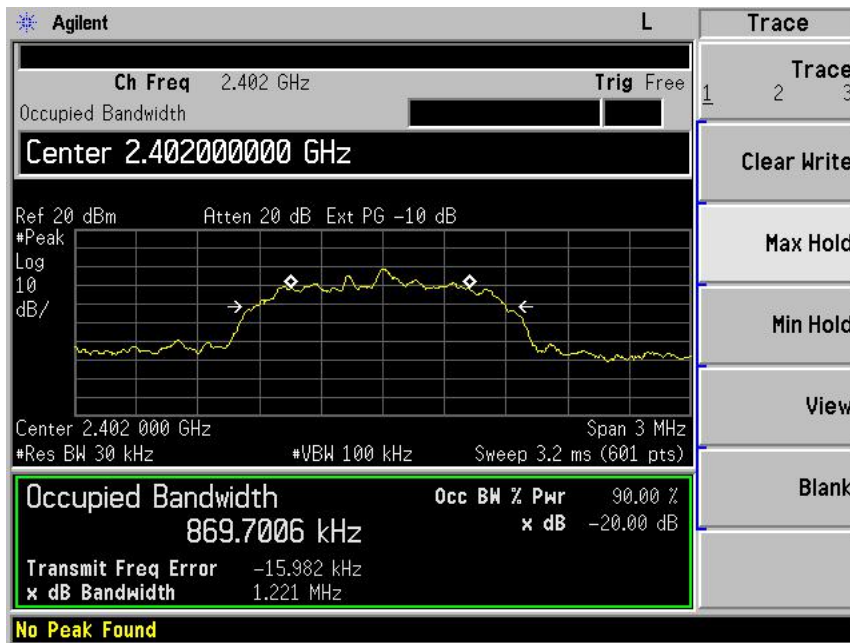 Agilent L Trace
Ch Freq 2.402 GHz Trig Free
Occupied Bandwidth
Center 2.402000000 GHz
Ref 20 dBm Atten 20 dB Ext PG -10 dB
#Peak
Log
10
dB/
Center 2.402 000 GHz Span 3 MHz
#Res BW 30 kHz #VBW 100 kHz Sweep 3.2 ms (601 pts)
Occupied Bandwidth Occ BW % Pwr 90.00 %
869.7006 kHz x dB -20.00 dB
Transmit Freq Error -15.982 kHz
x dB Bandwidth 1.221 MHz
No Peak Found
Trace
1 2 3
Clear Write
Max Hold
Min Hold
View
Blank